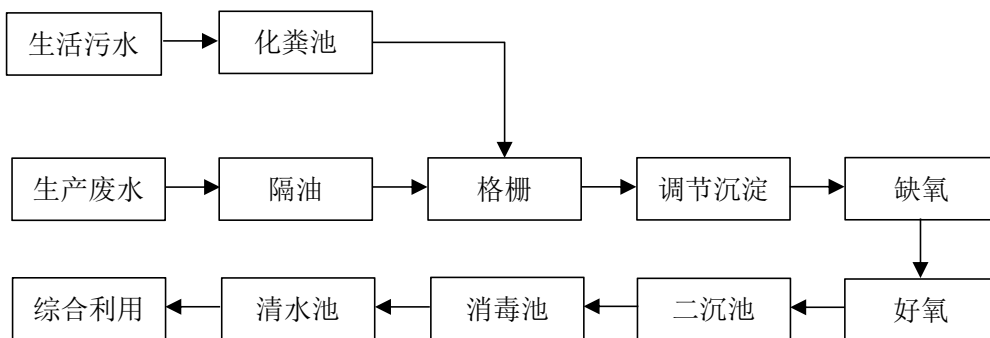 生活污水
化粪池
生产废水
隔油
格栅
调节沉淀
缺氧
综合利用
清水池
消毒池
二沉池
好氧